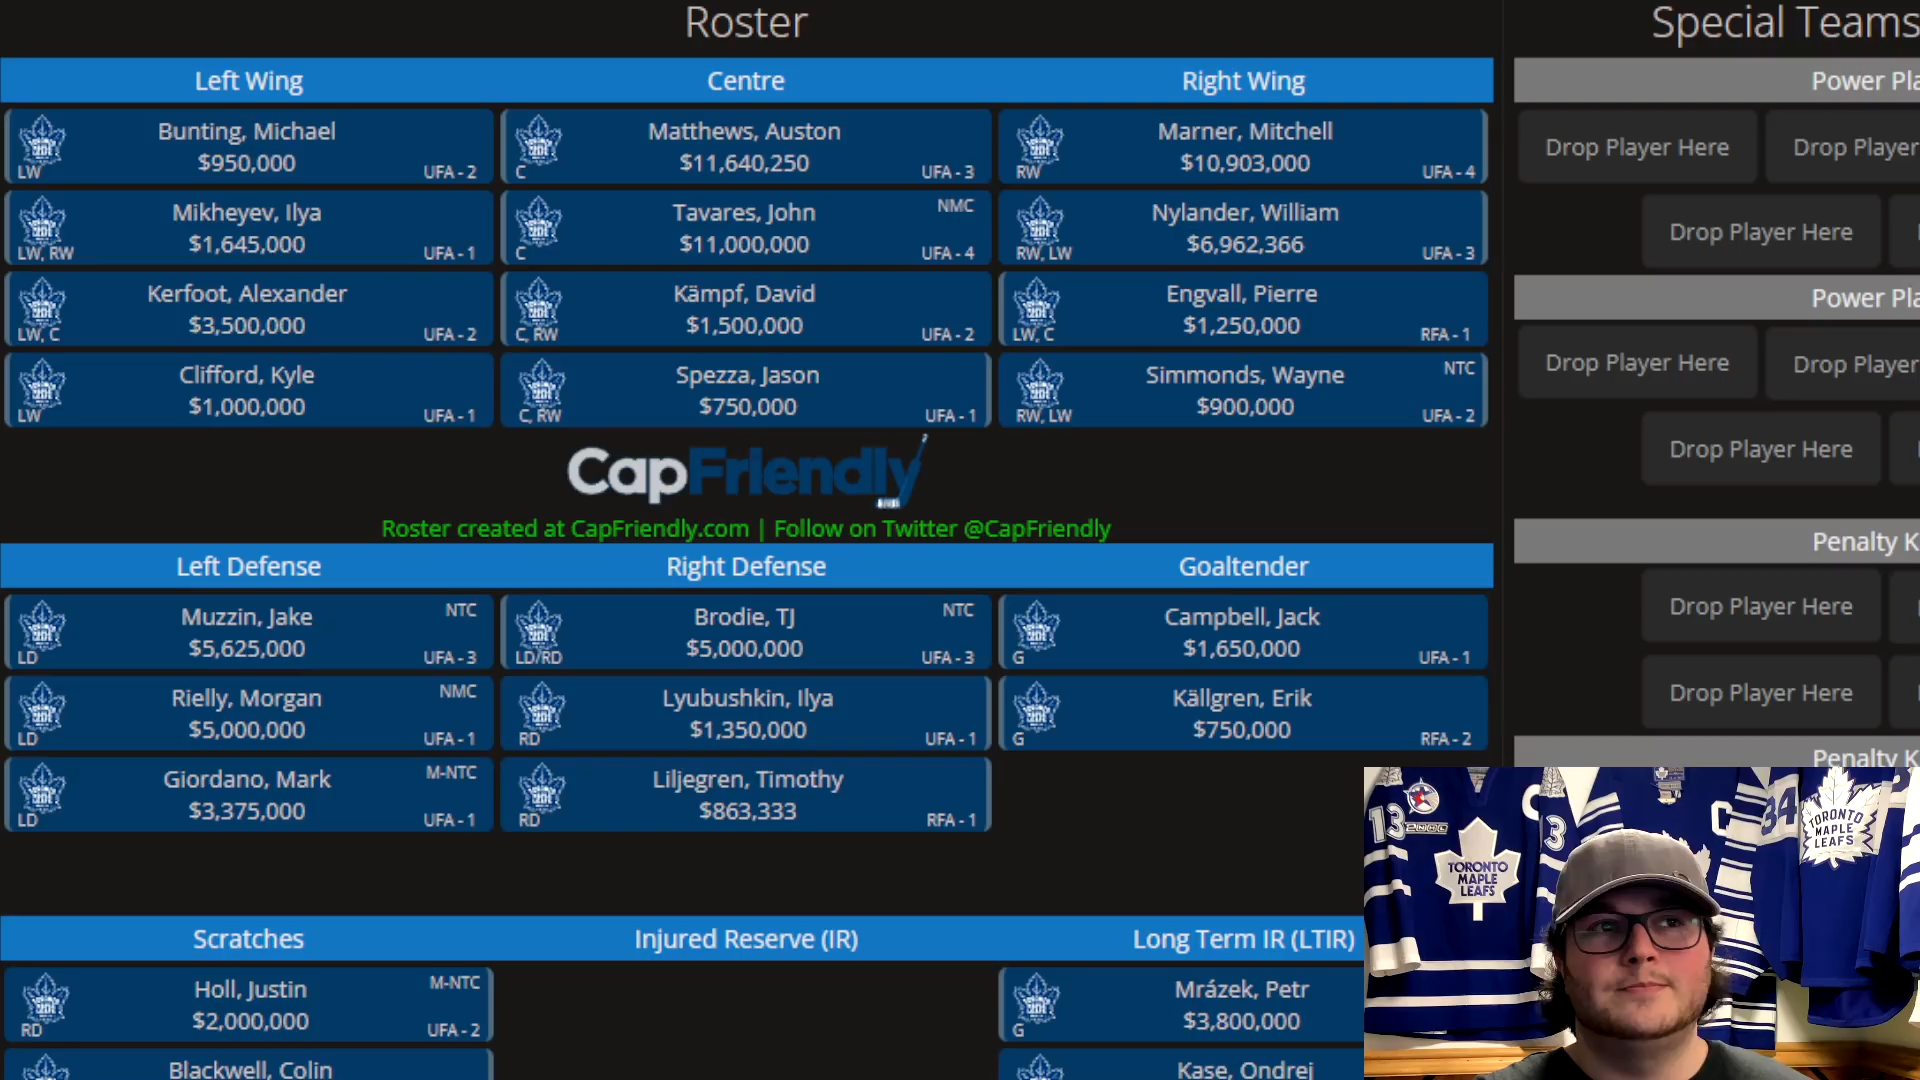 Roster
Special Teams
Left Wing
Centre
Right Wing
Power Pla
Bunting, Michael
$950,000
LW
UFA - 2
Matthews, Auston
$11,640,250
C
UFA - 3
Marner, Mitchell
$10,903,000
RW
UFA - 4
Drop Player Here
Drop Player
Mikheyev, Ilya
$1,645,000
LW, RW
UFA - 1
Tavares, John
NMC
$11,000,000
C
UFA - 4
Nylander, William
$6,962,366
RW, LW
UFA - 3
Drop Player Here
Kerfoot, Alexander
$3,500,000
LW, C
UFA - 2
Kämpf, David
$1,500,000
C, RW
UFA - 2
Engvall, Pierre
$1,250,000
LW, C
RFA - 1
Power Pla
Drop Player Here
Drop Player
Clifford, Kyle
$1,000,000
LW
UFA - 1
Spezza, Jason
$750,000
C, RW
UFA - 1
Simmonds, Wayne
NTC
$900,000
RW, LW
UFA - 2
Drop Player Here
CapFriendly
Roster created at CapFriendly.com | Follow on Twitter @CapFriendly
Left Defense
Right Defense
Goaltender
Penalty K
Muzzin, Jake
NTC
$5,625,000
LD
UFA - 3
Brodie, TJ
NTC
$5,000,000
LD/RD
UFA - 3
Campbell, Jack
$1,650,000
G
UFA - 1
Drop Player Here
Rielly, Morgan
NMC
$5,000,000
LD
UFA - 1
Lyubushkin, Ilya
$1,350,000
RD
UFA - 1
Källgren, Erik
$750,000
G
RFA - 2
Drop Player Here
Giordano, Mark
M-NTC
$3,375,000
LD
UFA - 1
Liljegren, Timothy
$863,333
RD
RFA - 1
Penalty K
Scratches
Injured Reserve (IR)
Long Term IR (LTIR)
Holl, Justin
M-NTC
$2,000,000
RD
UFA - 2
Mrázek, Petr
$3,800,000
G
Blackwell, Colin
Kase, Ondrej
13
C
TORONTO
MAPLE
LEAFS
3
C
34
TORONTO
MAPLE
LEAFS